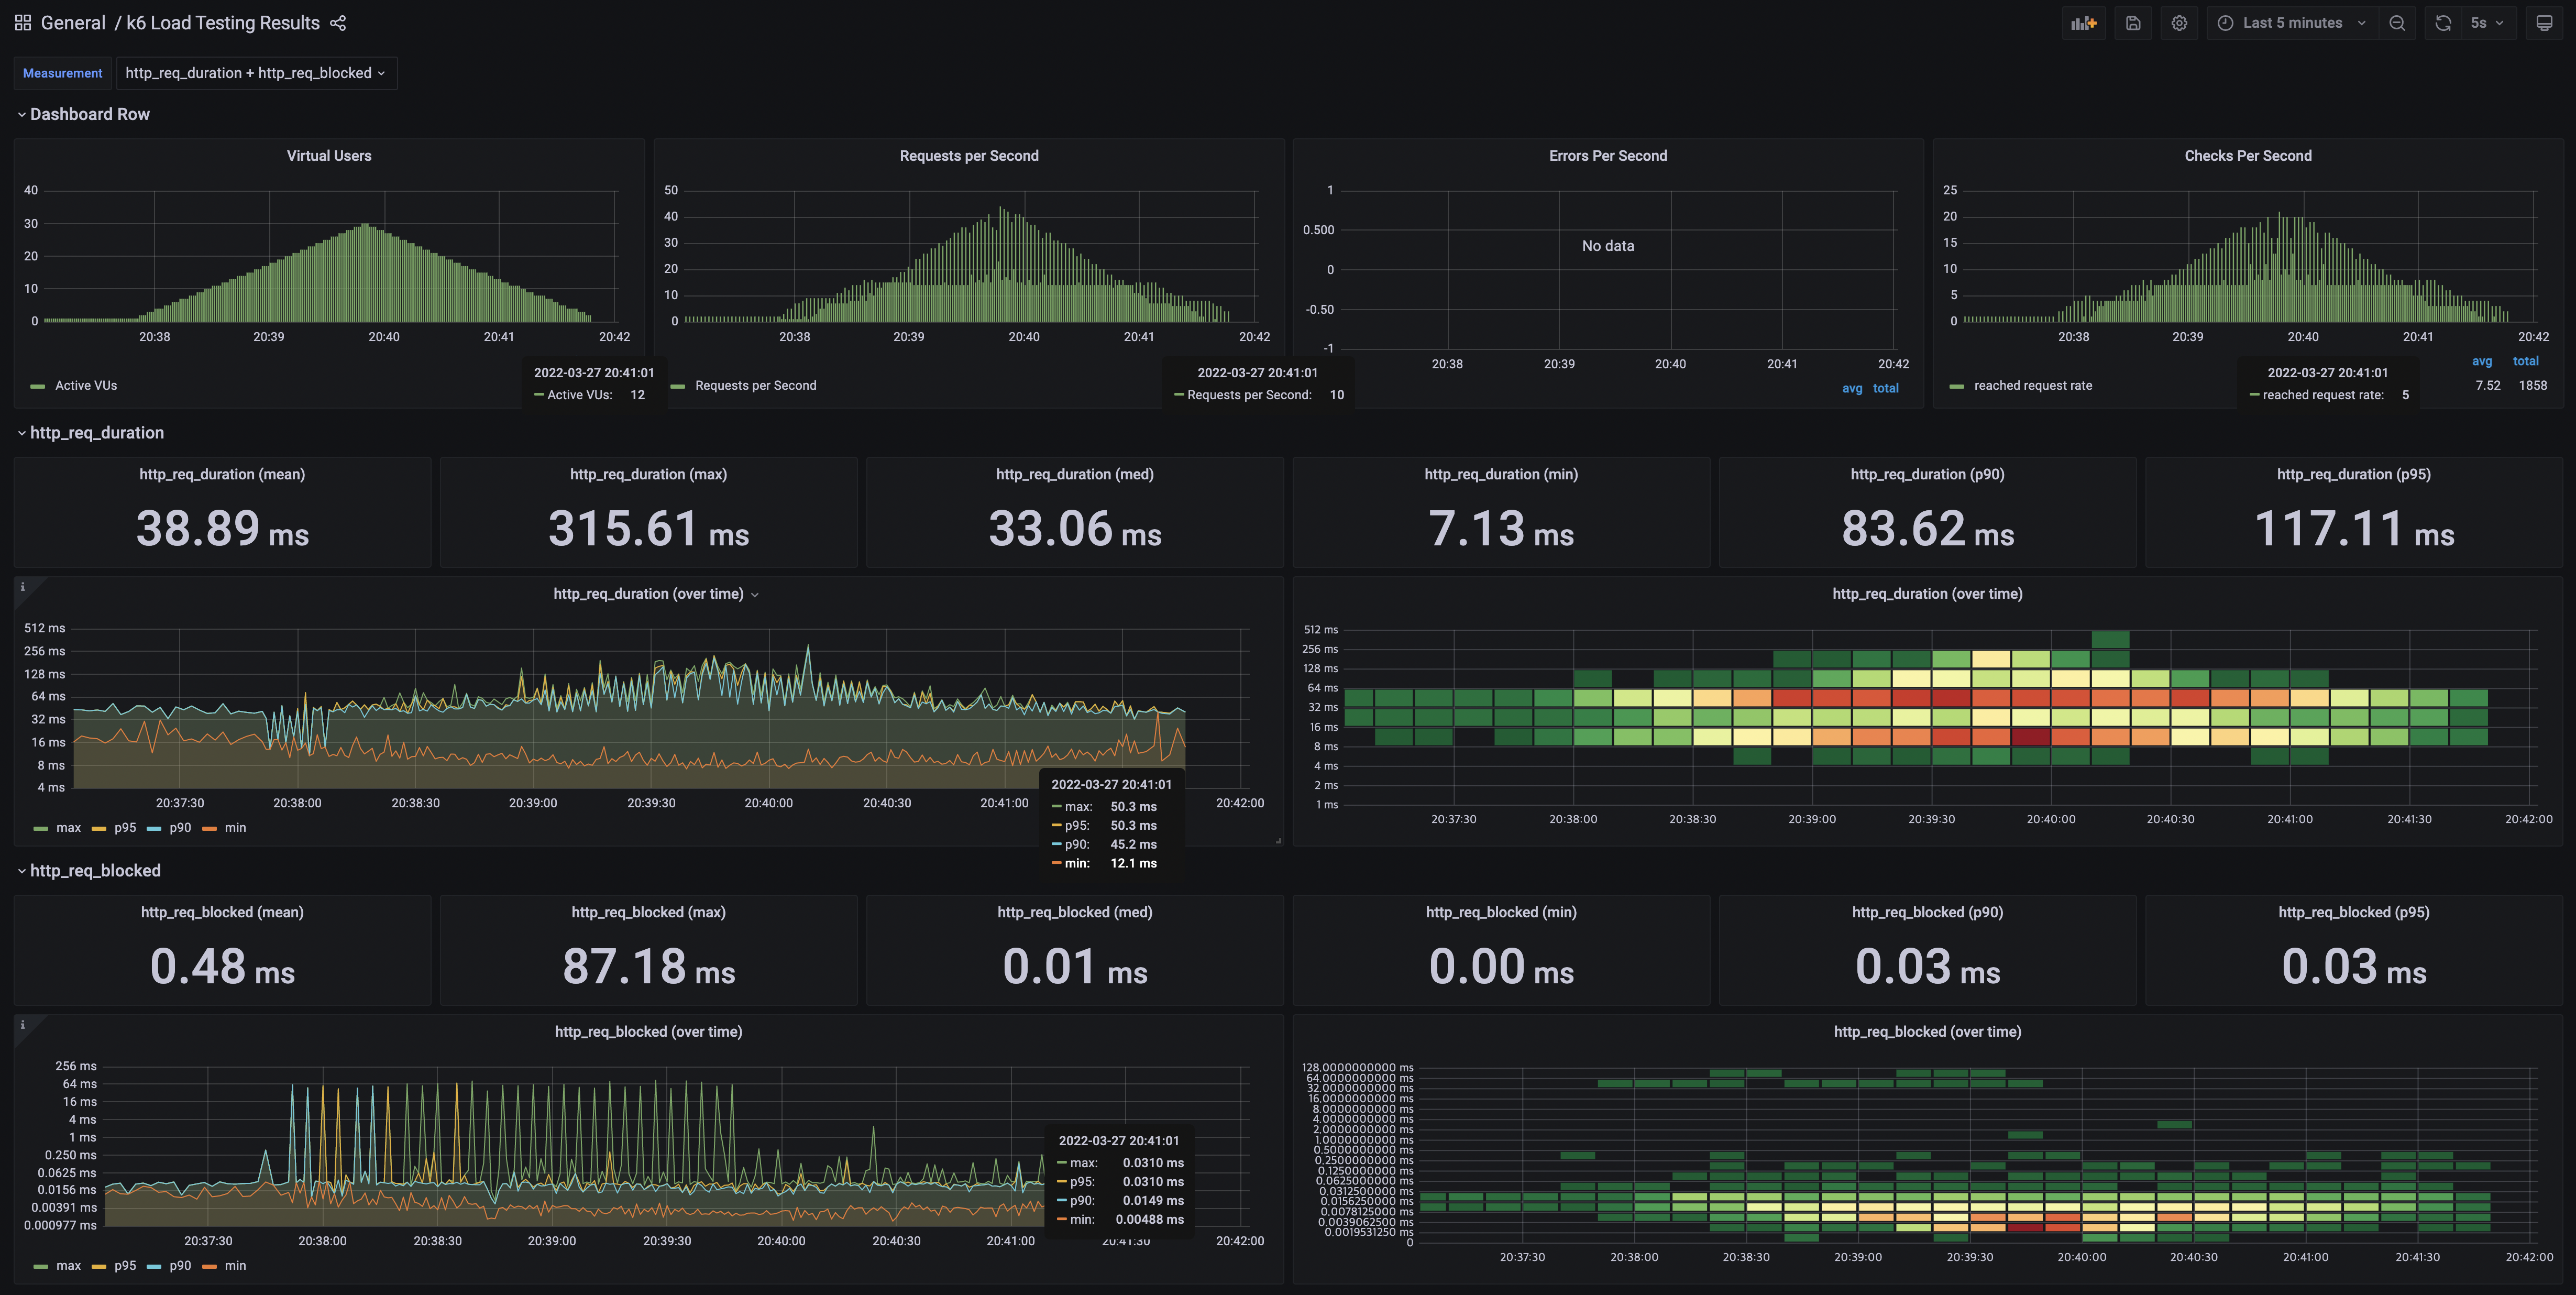 General / k6 Load Testing Results
Last 5 minutes
5s
Measurement
http_req_duration + http_req_blocked
Dashboard Row
Virtual Users
40
30
20
10
0
20:38 20:39 20:40 20:41 20:42
Active VUs
2022-03-27 20:41:01
Active VUs: 12
Requests per Second
50
40
30
20
10
0
20:38 20:39 20:40 20:41 20:42
Requests per Second
2022-03-27 20:41:01
Requests per Second: 10
Errors Per Second
1
0.500
0
-0.50
-1
No data
20:38 20:39 20:40 20:41 20:42
avg total
Checks Per Second
25
20
15
10
5
0
20:38 20:39 20:40 20:41 20:42
avg total
reached request rate 7.52 1858
2022-03-27 20:41:01
reached request rate: 5
http_req_duration
http_req_duration (mean)
38.89 ms
http_req_duration (max)
315.61 ms
http_req_duration (med)
33.06 ms
http_req_duration (min)
7.13 ms
http_req_duration (p90)
83.62 ms
http_req_duration (p95)
117.11 ms
http_req_duration (over time)
512 ms
256 ms
128 ms
64 ms
32 ms
16 ms
8 ms
4 ms
20:37:30 20:38:00 20:38:30 20:39:00 20:39:30 20:40:00 20:40:30 20:41:00 20:42:00
max p95 p90 min
2022-03-27 20:41:01
max: 50.3 ms
p95: 50.3 ms
p90: 45.2 ms
min: 12.1 ms
http_req_duration (over time)
512 ms
256 ms
128 ms
64 ms
32 ms
16 ms
8 ms
4 ms
2 ms
1 ms
20:37:30 20:38:00 20:38:30 20:39:00 20:39:30 20:40:00 20:40:30 20:41:00 20:41:30 20:42:00
http_req_blocked
http_req_blocked (mean)
0.48 ms
http_req_blocked (max)
87.18 ms
http_req_blocked (med)
0.01 ms
http_req_blocked (min)
0.00 ms
http_req_blocked (p90)
0.03 ms
http_req_blocked (p95)
0.03 ms
http_req_blocked (over time)
256 ms
64 ms
16 ms
4 ms
1 ms
0.250 ms
0.0625 ms
0.0156 ms
0.00391 ms
0.000977 ms
20:37:30 20:38:00 20:38:30 20:39:00 20:39:30 20:40:00 20:40:30 20:41:00 20:41:30 20:42:00
max p95 p90 min
2022-03-27 20:41:01
max: 0.0310 ms
p95: 0.0310 ms
p90: 0.0149 ms
min: 0.00488 ms
http_req_blocked (over time)
128.0000000000 ms
64.0000000000 ms
32.0000000000 ms
16.0000000000 ms
8.0000000000 ms
4.0000000000 ms
2.0000000000 ms
1.0000000000 ms
0.5000000000 ms
0.2500000000 ms
0.1250000000 ms
0.0625000000 ms
0.0312500000 ms
0.0156250000 ms
0.0078125000 ms
0.0039062500 ms
0.0019531250 ms
0
20:37:30 20:38:00 20:38:30 20:39:00 20:39:30 20:40:00 20:40:30 20:41:00 20:41:30 20:42:00